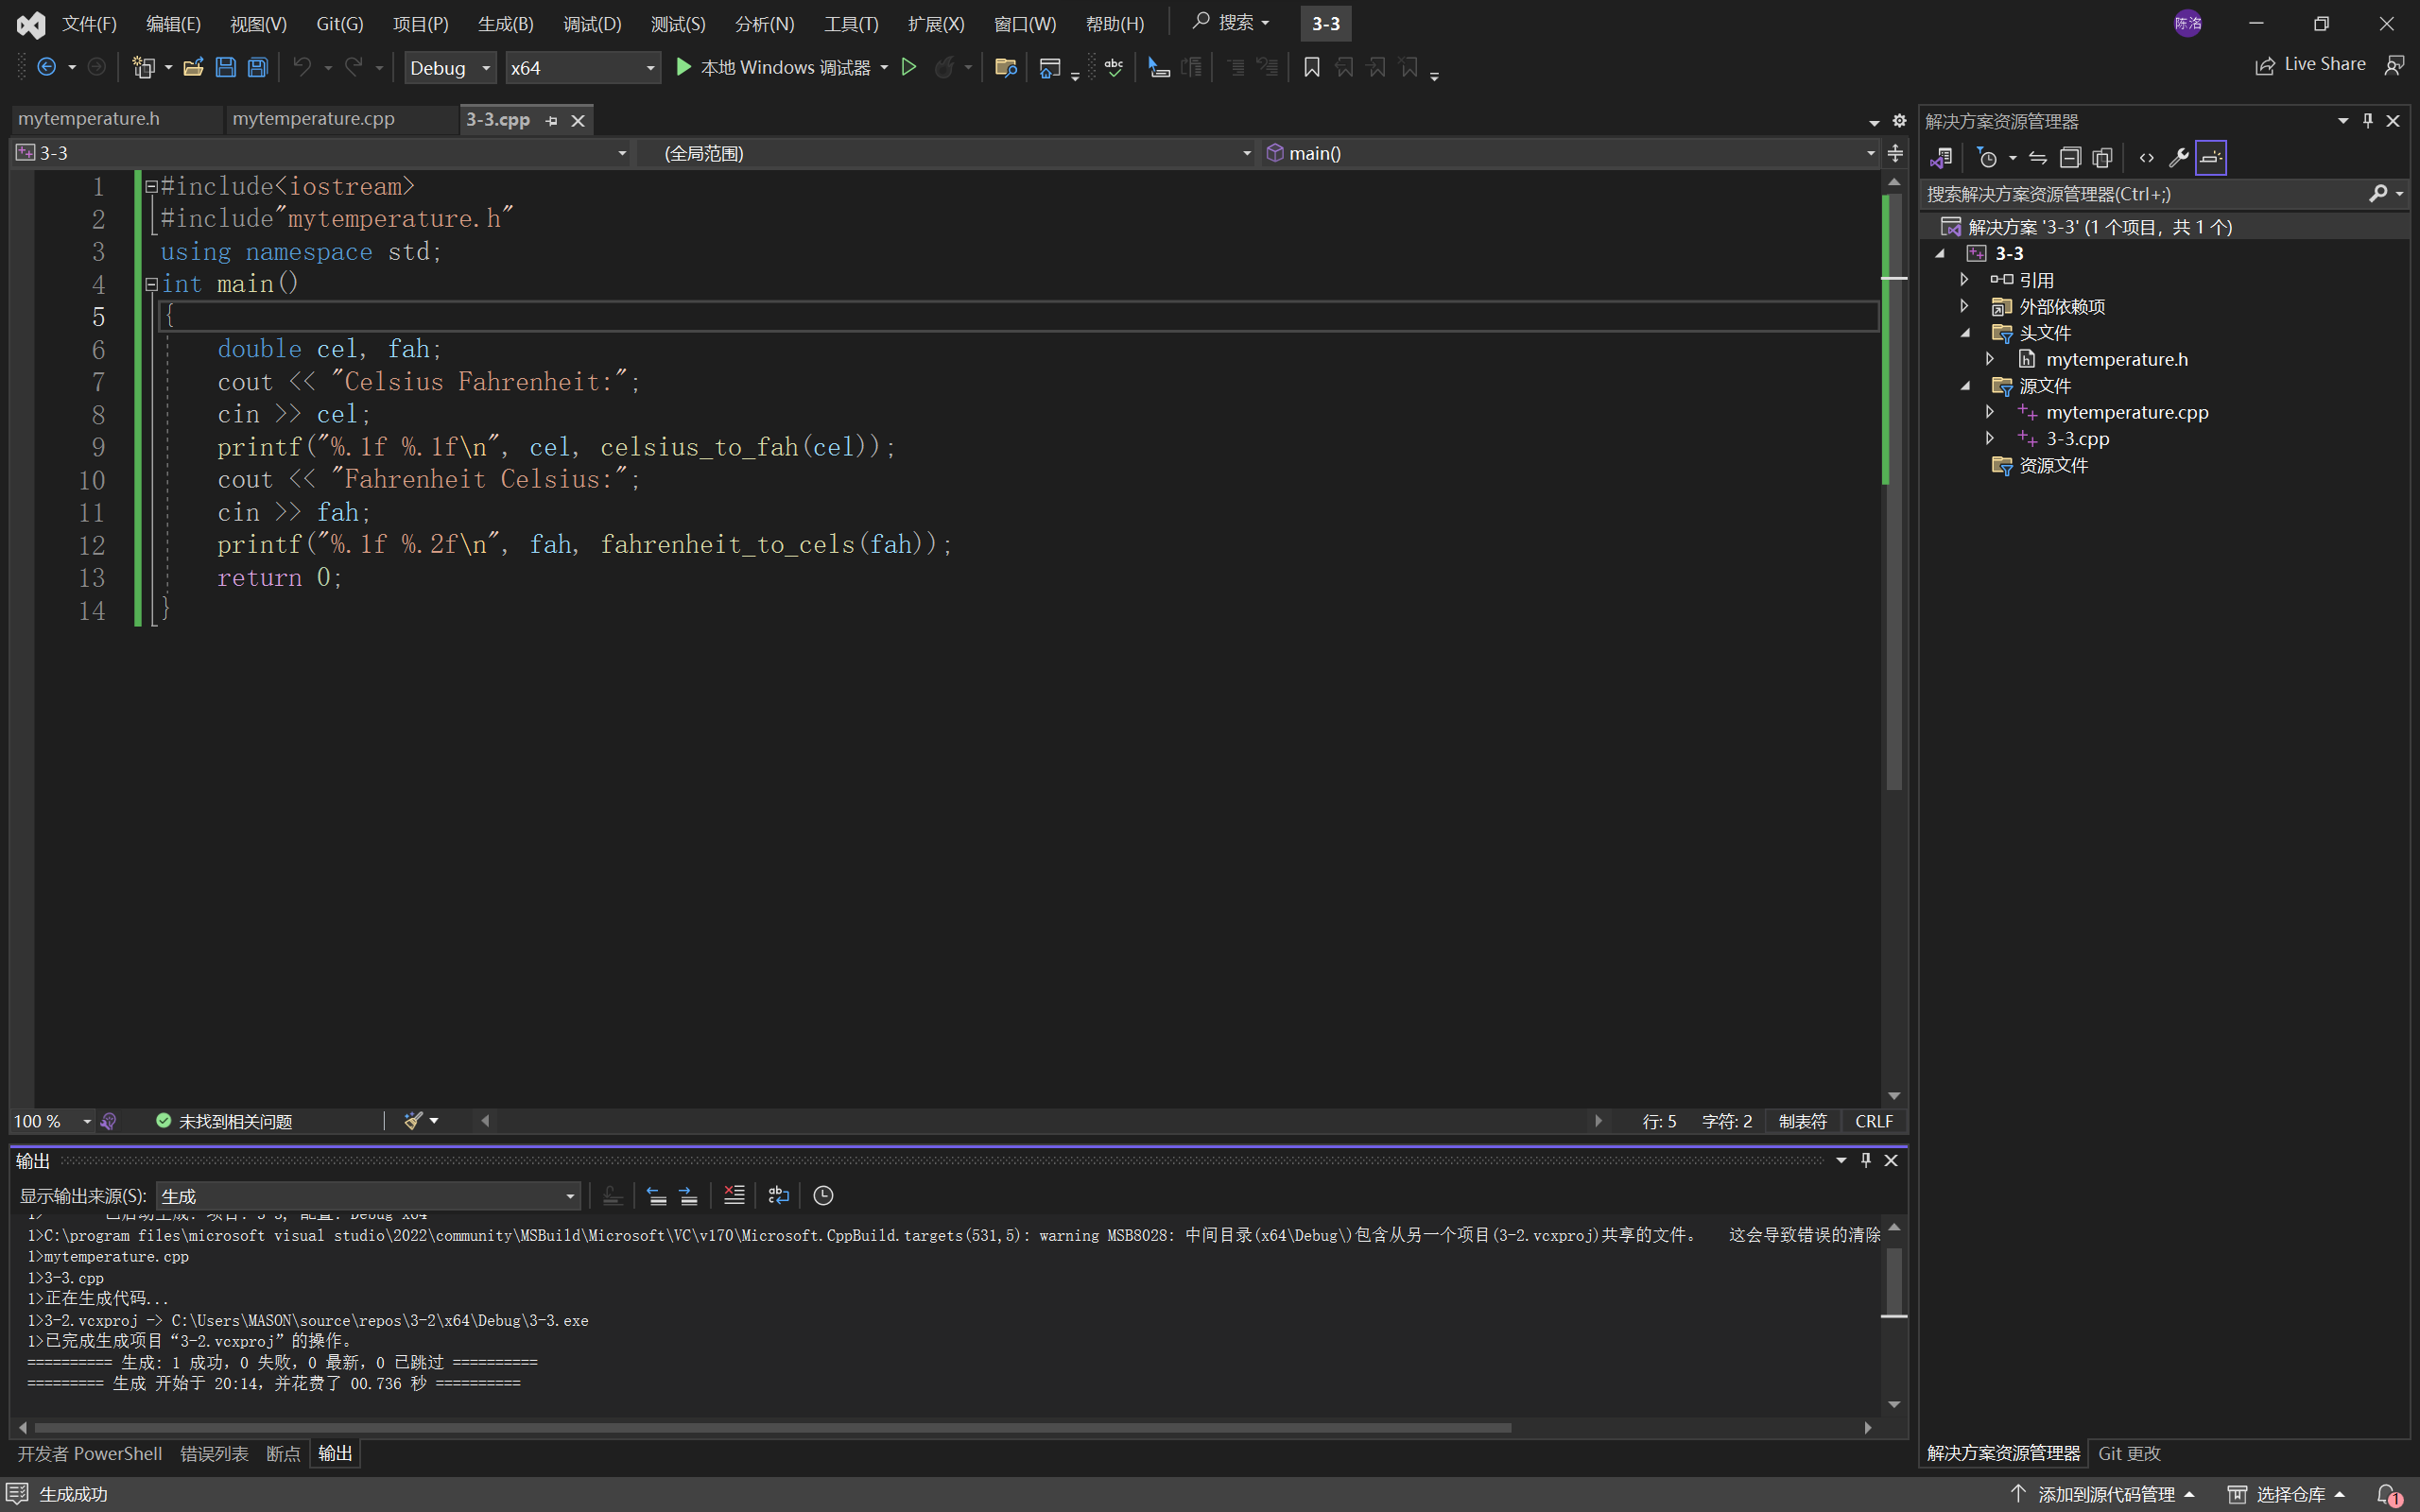 文件(F) 编辑(E) 视图(V) Git(G) 项目(P) 生成(B) 调试(D) 测试(S) 分析(N) 工具(T) 扩展(X) 窗口(W) 帮助(H) 搜索 3-3 陈洛
Debug x64 本地 Windows 调试器 Live Share
mytemperature.h mytemperature.cpp 3-3.cpp
3-3 (全局范围) main()
1 #include<iostream>
2 #include"mytemperature.h"
3 using namespace std;
4 int main()
5 {
6 double cel, fah;
7 cout << "Celsius Fahrenheit:";
8 cin >> cel;
9 printf("%.1f %.1f\n", cel, celsius_to_fah(cel));
10 cout << "Fahrenheit Celsius:";
11 cin >> fah;
12 printf("%.1f %.2f\n", fah, fahrenheit_to_cels(fah));
13 return 0;
14 }
100 % 未找到相关问题 行: 5 字符: 2 制表符 CRLF
输出
显示输出来源(S): 生成
1> 已启动生成: 项目: 3-3, 配置: Debug x64
1>C:\program files\microsoft visual studio\2022\community\MSBuild\Microsoft\VC\v170\Microsoft.CppBuild.targets(531,5): warning MSB8028: 中间目录(x64\Debug\)包含从另一个项目(3-2.vcxproj)共享的文件。 这会导致错误的清除
1>mytemperature.cpp
1>3-3.cpp
1>正在生成代码...
1>3-2.vcxproj -> C:\Users\MASON\source\repos\3-2\x64\Debug\3-3.exe
1>已完成生成项目“3-2.vcxproj”的操作。
========== 生成: 1 成功，0 失败，0 最新，0 已跳过 ==========
========= 生成 开始于 20:14，并花费了 00.736 秒 ==========
开发者 PowerShell 错误列表 断点 输出
解决方案资源管理器
搜索解决方案资源管理器(Ctrl+;)
解决方案 '3-3' (1 个项目，共 1 个)
3-3
引用
外部依赖项
头文件
mytemperature.h
源文件
mytemperature.cpp
3-3.cpp
资源文件
解决方案资源管理器 Git 更改
生成成功 添加到源代码管理 选择仓库 1